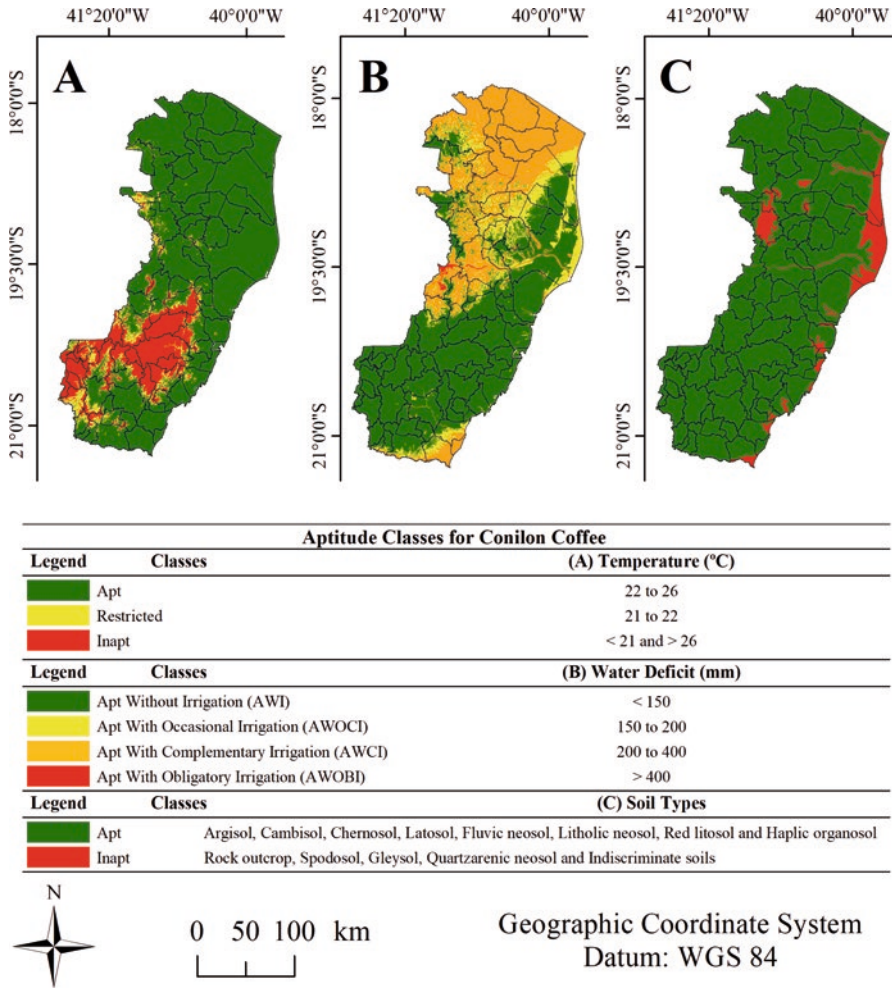 41°20'0"W 40°0'0"W 41°20'0"W 40°0'0"W 41°20'0"W 40°0'0"W
A B C
18°0'0"S 18°0'0"S 18°0'0"S
19°30'0"S 19°30'0"S 19°30'0"S
21°0'0"S 21°0'0"S 21°0'0"S
Aptitude Classes for Conilon Coffee
Legend Classes (A) Temperature (ºC)
Apt 22 to 26
Restricted 21 to 22
Inapt < 21 and > 26
Legend Classes (B) Water Deficit (mm)
Apt Without Irrigation (AWI) < 150
Apt With Occasional Irrigation (AWOCI) 150 to 200
Apt With Complementary Irrigation (AWCI) 200 to 400
Apt With Obligatory Irrigation (AWOBI) > 400
Legend Classes (C) Soil Types
Apt Argisol, Cambisol, Chernosol, Latosol, Fluvic neosol, Litholic neosol, Red litosol and Haplic organosol
Inapt Rock outcrop, Spodosol, Gleysol, Quartzarenic neosol and Indiscriminate soils
N
0 50 100 km
Geographic Coordinate System
Datum: WGS 84